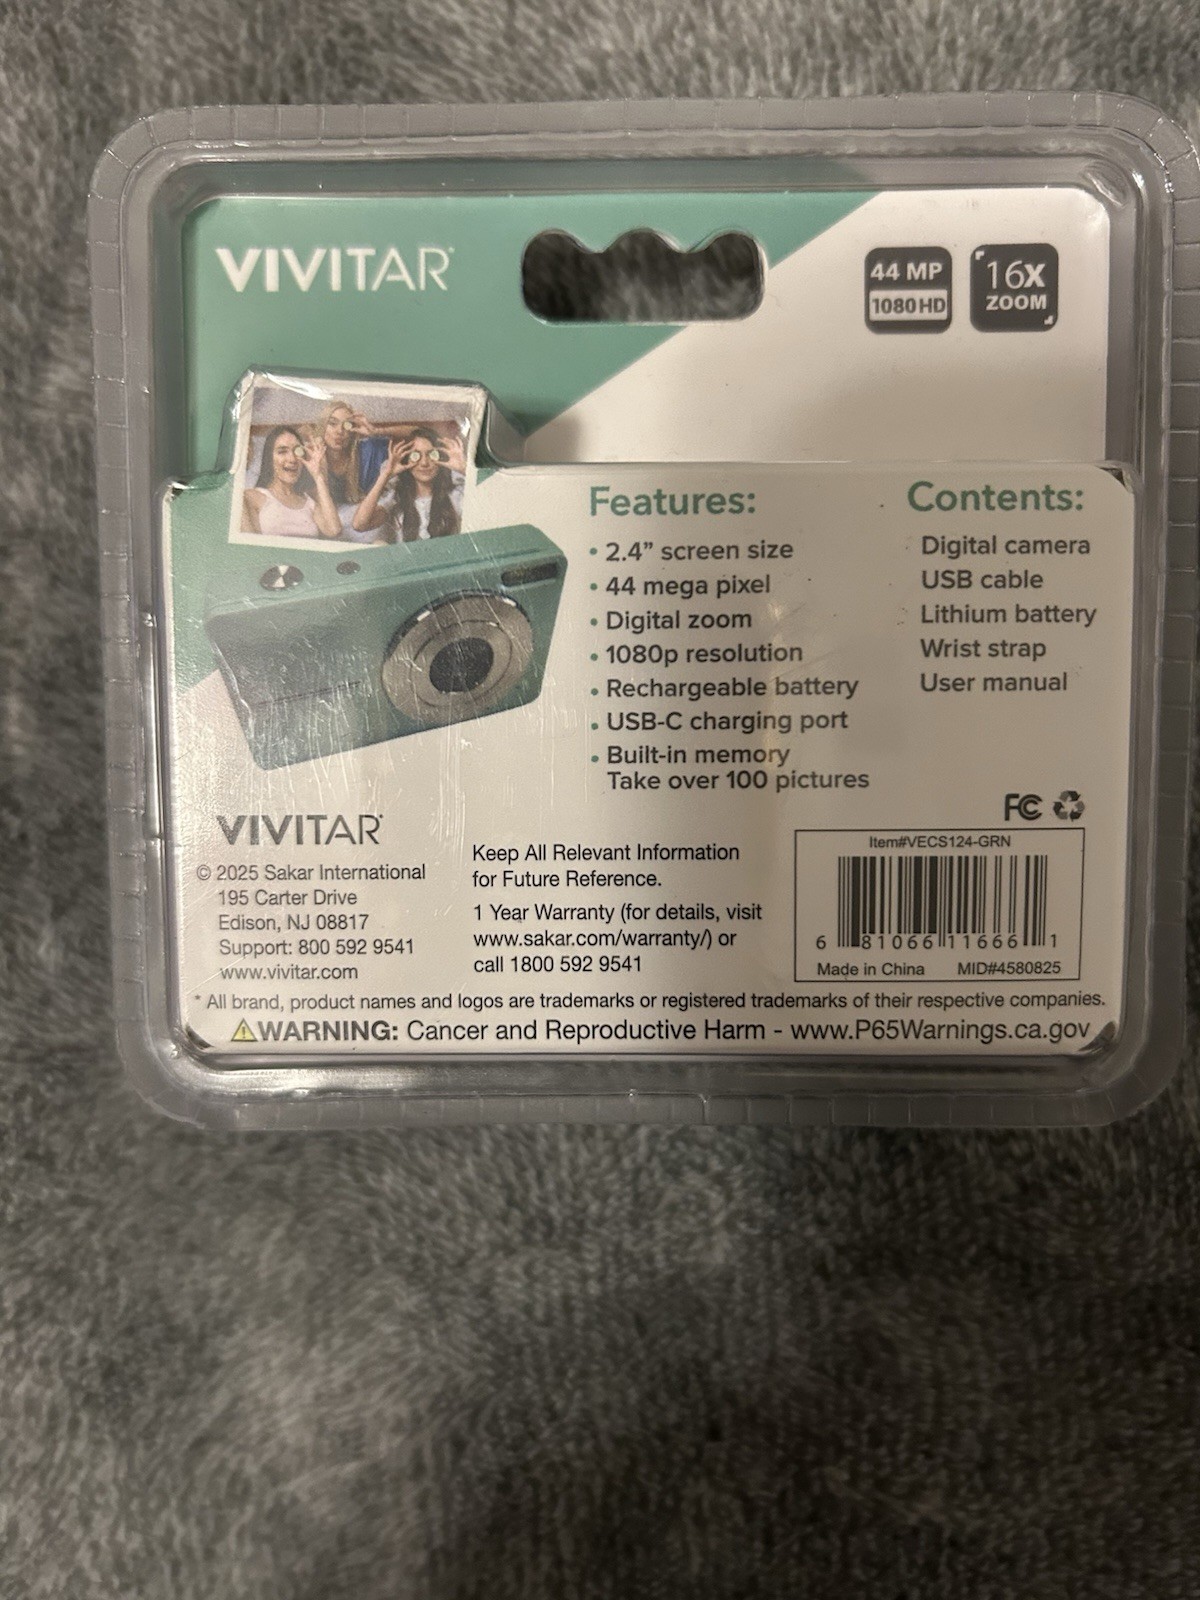 VIVITAR
44 MP
1080 HD
16X
ZOOM
Features:
• 2.4” screen size
• 44 mega pixel
• Digital zoom
• 1080p resolution
• Rechargeable battery
• USB-C charging port
• Built-in memory
Take over 100 pictures
Contents:
Digital camera
USB cable
Lithium battery
Wrist strap
User manual
VIVITAR
© 2025 Sakar International
195 Carter Drive
Edison, NJ 08817
Support: 800 592 9541
www.vivitar.com
Keep All Relevant Information
for Future Reference.
1 Year Warranty (for details, visit
www.sakar.com/warranty/) or
call 1800 592 9541
FC
Item#VECS124-GRN
6 81066 11666 1
Made in China MID#4580825
* All brand, product names and logos are trademarks or registered trademarks of their respective companies.
⚠WARNING: Cancer and Reproductive Harm - www.P65Warnings.ca.gov